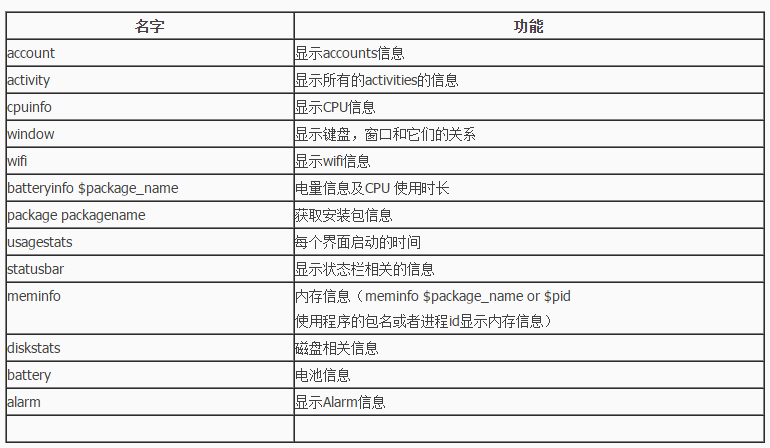 名字 功能
account 显示accounts信息
activity 显示所有的activities的信息
cpuinfo 显示CPU信息
window 显示键盘，窗口和它们的关系
wifi 显示wifi信息
batteryinfo $package_name 电量信息及CPU 使用时长
package packagename 获取安装包信息
usagestats 每个界面启动的时间
statusbar 显示状态栏相关的信息
meminfo 内存信息（meminfo $package_name or $pid
使用程序的包名或者进程id显示内存信息）
diskstats 磁盘相关信息
battery 电池信息
alarm 显示Alarm信息